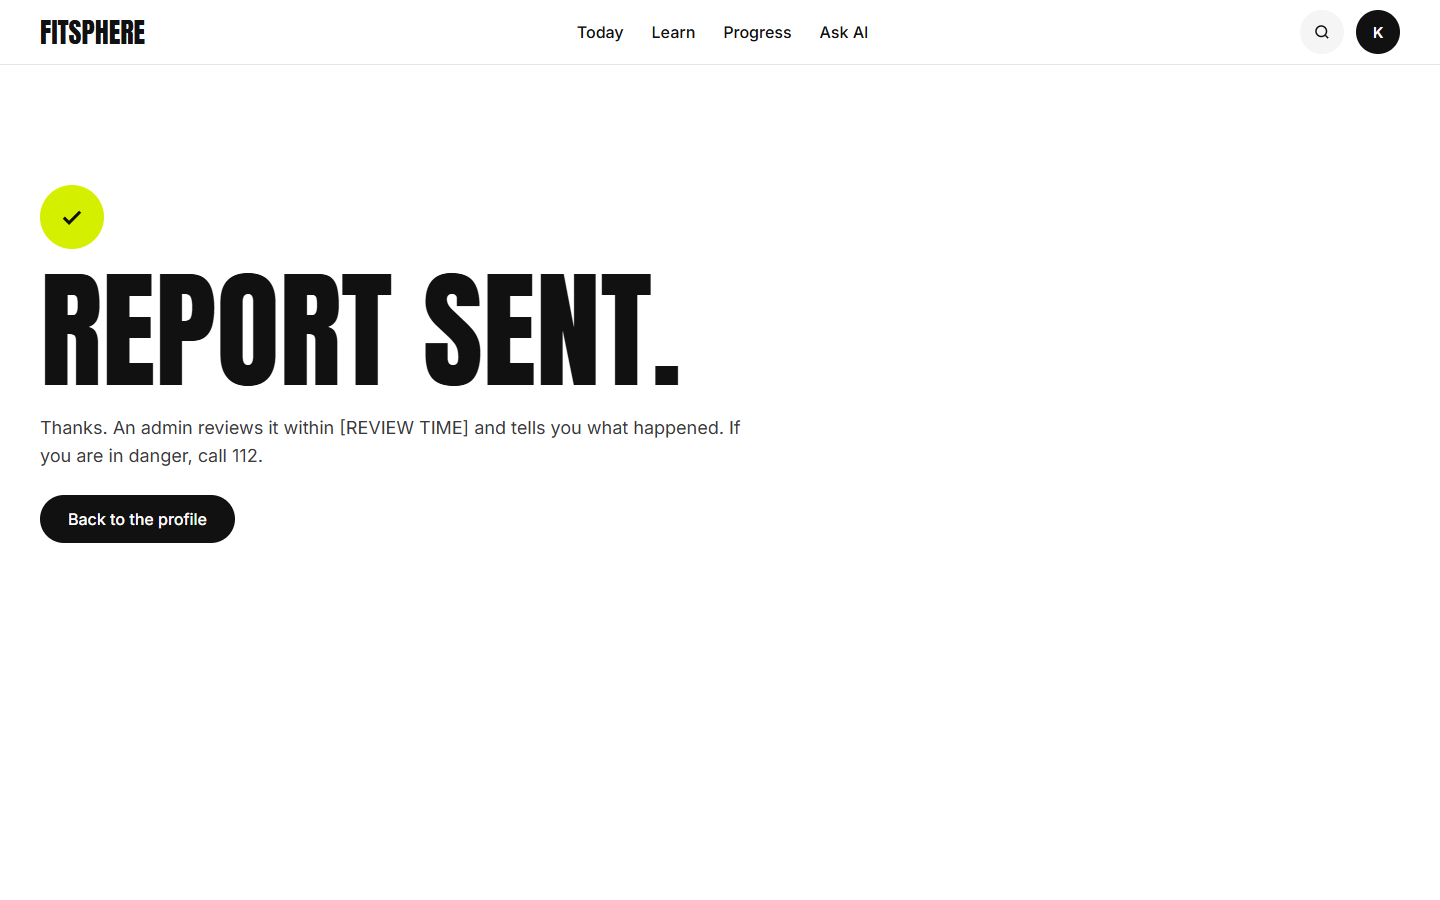 FITSPHERE
Today Learn Progress Ask AI
K
REPORT SENT.
Thanks. An admin reviews it within [REVIEW TIME] and tells you what happened. If
you are in danger, call 112.
Back to the profile